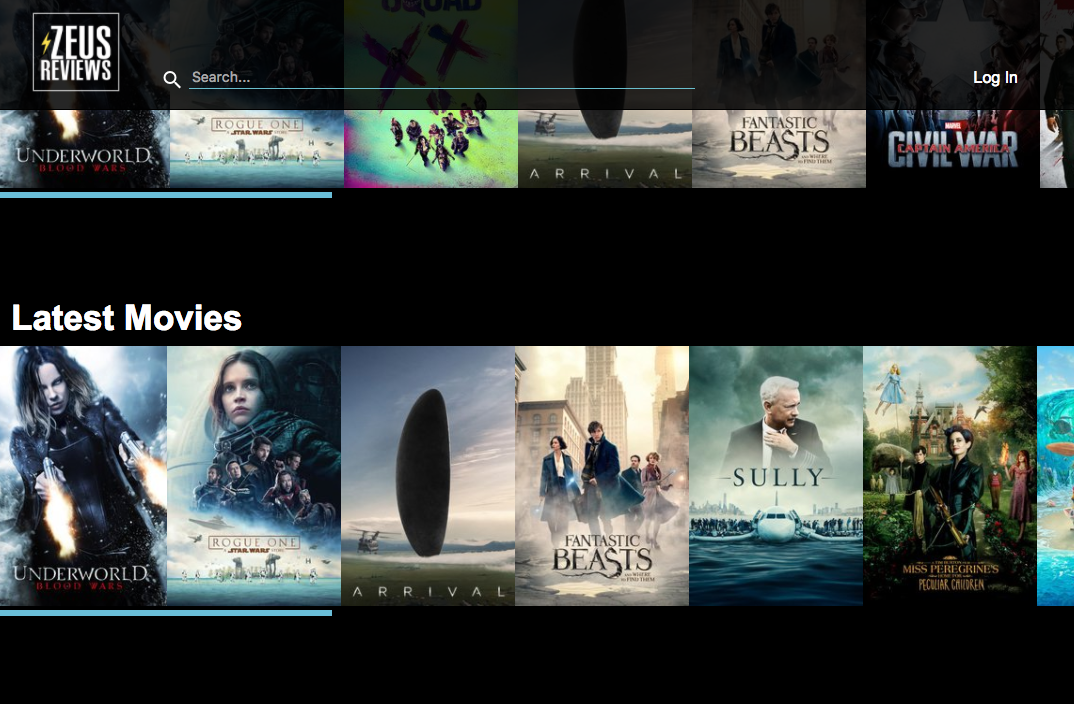 SQUAD
ZEUS
REVIEWS
Search...
Log In
UNDERWORLD
BLOOD WARS
ROGUE ONE
A STAR WARS STORY
ARRIVAL
FANTASTIC
BEASTS
AND WHERE
TO FIND THEM
MARVEL
CAPTAIN AMERICA
CIVIL WAR
Latest Movies
UNDERWORLD
BLOOD WARS
ROGUE ONE
A STAR WARS STORY
ARRIVAL
FANTASTIC
BEASTS
AND WHERE
TO FIND THEM
SULLY
TIM BURTON
MISS PEREGRINE'S
HOME FOR
PECULIAR CHILDREN